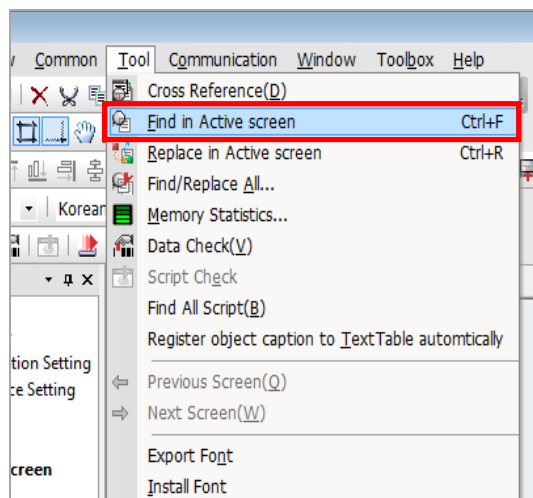 Common Tool Communication Window Toolbox Help
Cross Reference(D)
Find in Active screen Ctrl+F
Replace in Active screen Ctrl+R
Korean
Find/Replace All...
Memory Statistics...
Data Check(V)
Script Check
Find All Script(B)
Register object caption to TextTable automtically
tion Setting
ce Setting
Previous Screen(Q)
Next Screen(W)
creen
Export Font
Install Font